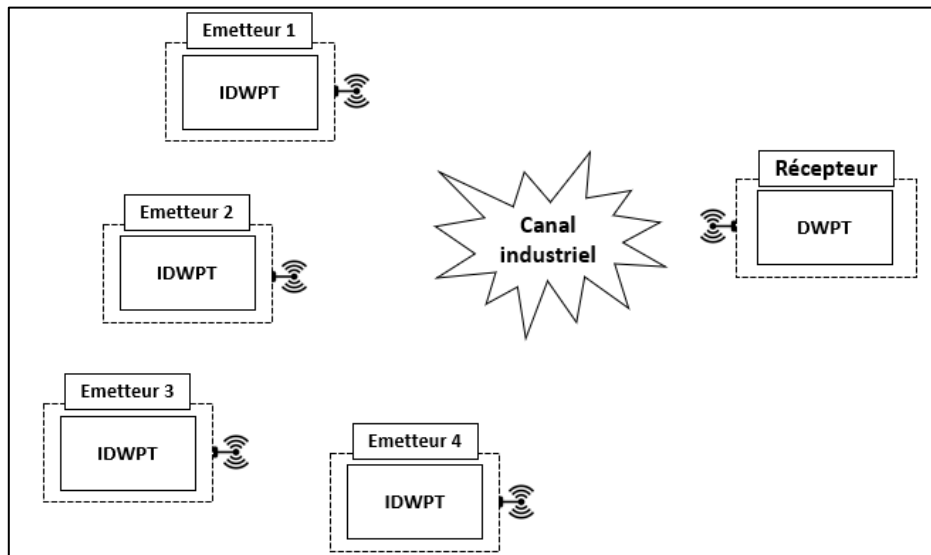 Emetteur 1
IDWPT
Emetteur 2
IDWPT
Emetteur 3
IDWPT
Emetteur 4
IDWPT
Canal
industriel
Récepteur
DWPT